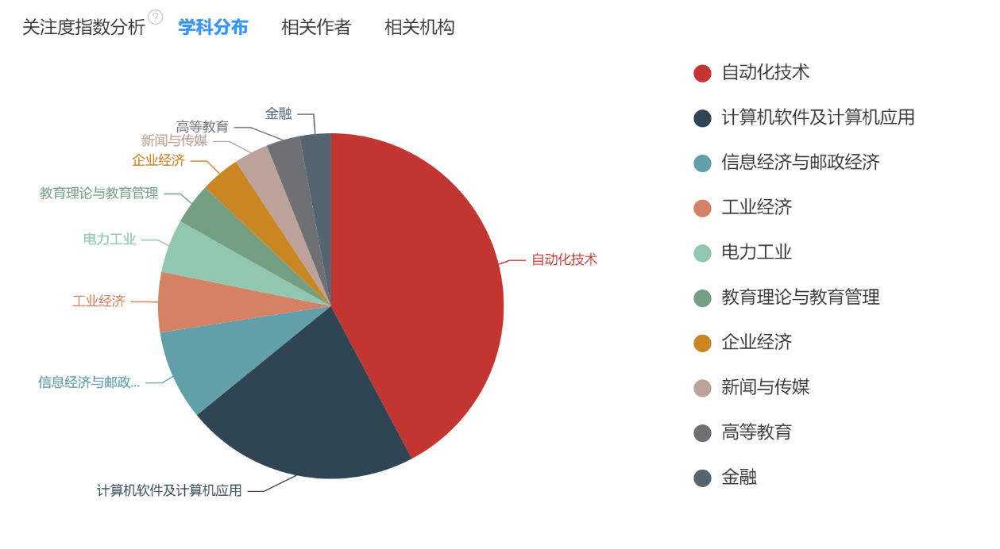 关注度指数分析 ? 学科分布 相关作者 相关机构
金融
高等教育
新闻与传媒
企业经济
教育理论与教育管理
电力工业
工业经济
信息经济与邮政...
计算机软件及计算机应用
自动化技术
自动化技术
计算机软件及计算机应用
信息经济与邮政经济
工业经济
电力工业
教育理论与教育管理
企业经济
新闻与传媒
高等教育
金融